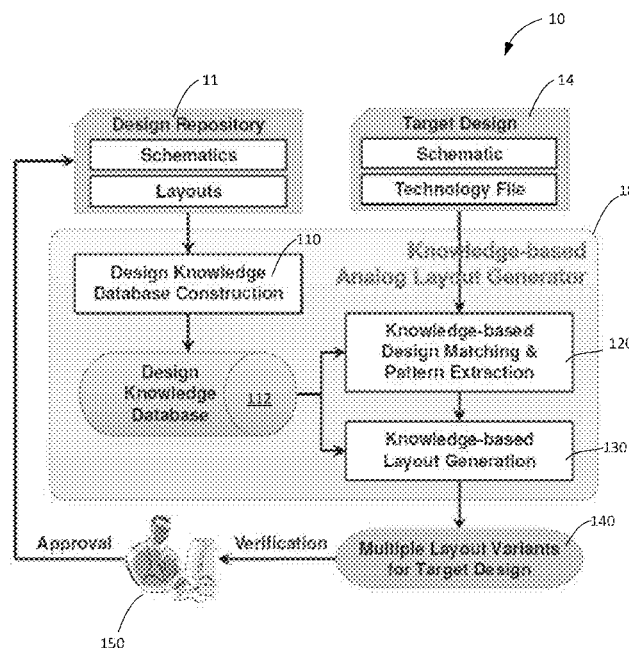 10
11
14
Design Repository
Schematics
Layouts
Target Design
Schematic
Technology File
110
Knowledge-based
Analog Layout Generator
Design Knowledge
Database Construction
Design
Knowledge
Database
112
Knowledge-based
Design Matching &
Pattern Extraction
120
Knowledge-based
Layout Generation
130
140
Approval
Verification
Multiple Layout Variants
for Target Design
150